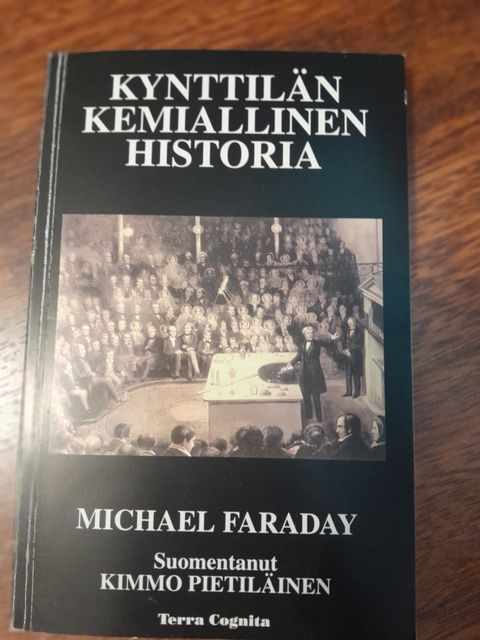 KYNTTILÄN
KEMIALLINEN
HISTORIA
MICHAEL FARADAY
Suomentanut
KIMMO PIETILÄINEN
Terra Cognita